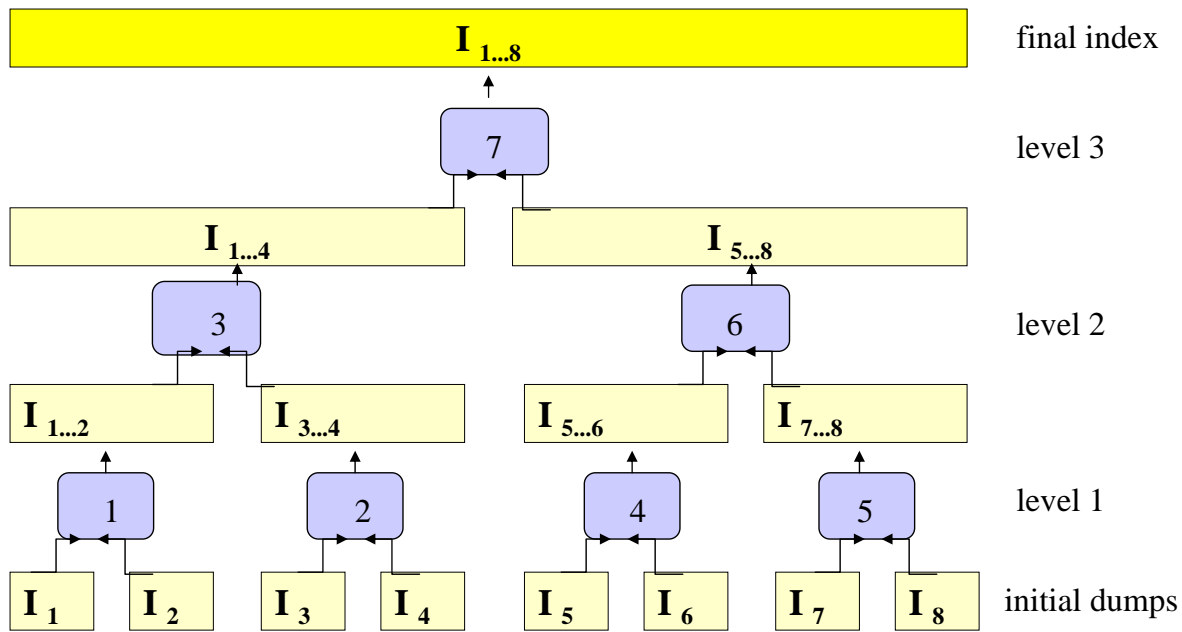 I 1...8 final index
7 level 3
I 1...4 I 5...8
3 6 level 2
I 1...2 I 3...4 I 5...6 I 7...8
1 2 4 5 level 1
I 1 I 2 I 3 I 4 I 5 I 6 I 7 I 8 initial dumps